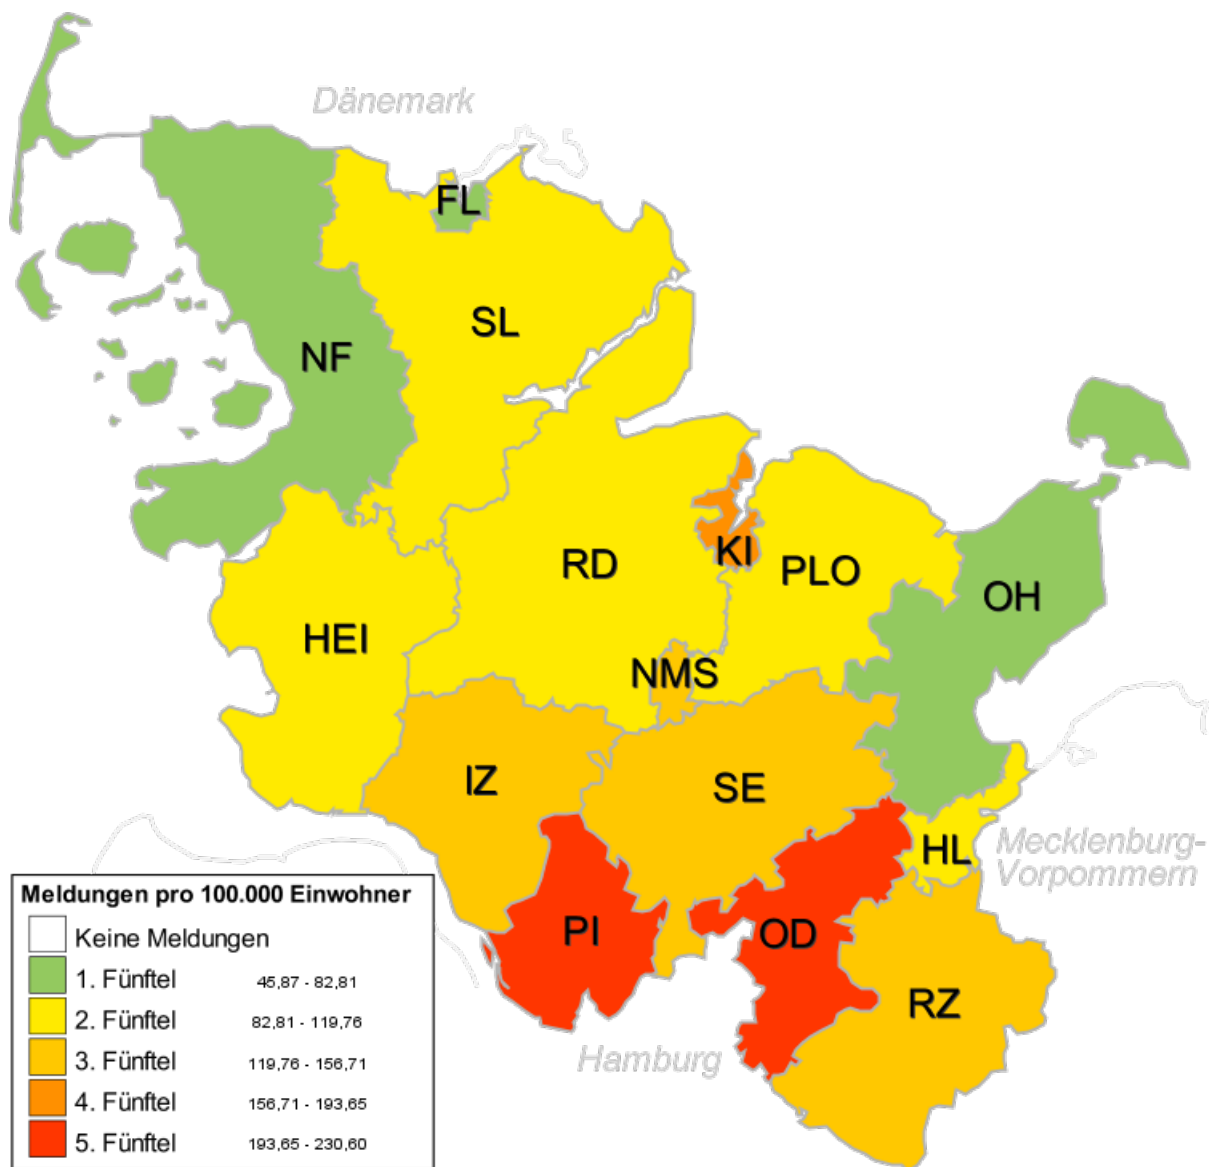 Dänemark
FL
SL
NF
KI
RD
PLO
OH
HEI
NMS
IZ
SE
HL
Mecklenburg-
Vorpommern
PI
OD
RZ
Hamburg
Meldungen pro 100.000 Einwohner
Keine Meldungen
1. Fünftel 45,87 - 82,81
2. Fünftel 82,81 - 119,76
3. Fünftel 119,76 - 156,71
4. Fünftel 156,71 - 193,65
5. Fünftel 193,65 - 230,60